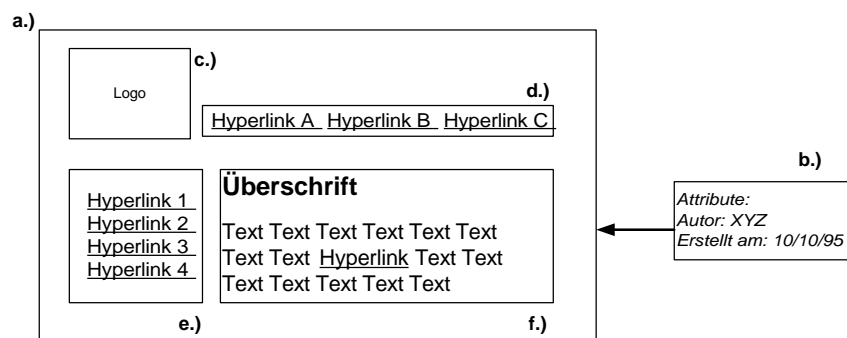 a.)
c.)
Logo
d.)
Hyperlink A Hyperlink B Hyperlink C
b.)
Attribute:
Autor: XYZ
Erstellt am: 10/10/95
Hyperlink 1
Hyperlink 2
Hyperlink 3
Hyperlink 4
e.)
Überschrift
Text Text Text Text Text Text
Text Text Hyperlink Text Text
Text Text Text Text Text
f.)